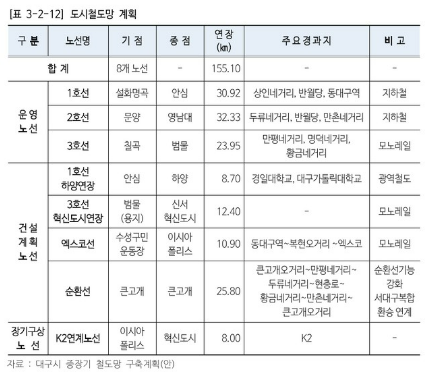 [표 3-2-12] 도시철도망 계획
구 분 노선명 기 점 종 점 연 장 (㎞) 주요경과지 비 고
합 계 8개 노선 - 155.10 - -
운영 노선
1호선 설화명곡 안심 30.92 상인네거리, 반월당, 동대구역 지하철
2호선 문양 영남대 32.33 두류네거리, 반월당, 만촌네거리 지하철
3호선 칠곡 범물 23.95 만평네거리, 명덕네거리, 황금네거리 모노레일
건설 계획 노선
1호선 하양연장 안심 하양 8.70 경일대학교, 대구가톨릭대학교 광역철도
3호선 혁신도시연장 범물 (용지) 신서 혁신도시 12.40 - 모노레일
엑스코선 수성구민 운동장 이시아 폴리스 10.90 동대구역~복현오거리 ~엑스코 모노레일
순환선 큰고개 큰고개 25.80 큰고개오거리~만평네거리~ 두류네거리~현충로~ 황금네거리~만촌네거리~ 큰고개오거리 순환선기능 강화 서대구복합 환승 연계
장기구상 노 선 K2연계노선 이시아 폴리스 혁신도시 8.00 K2 -
자료 : 대구시 중장기 철도망 구축계획(안)